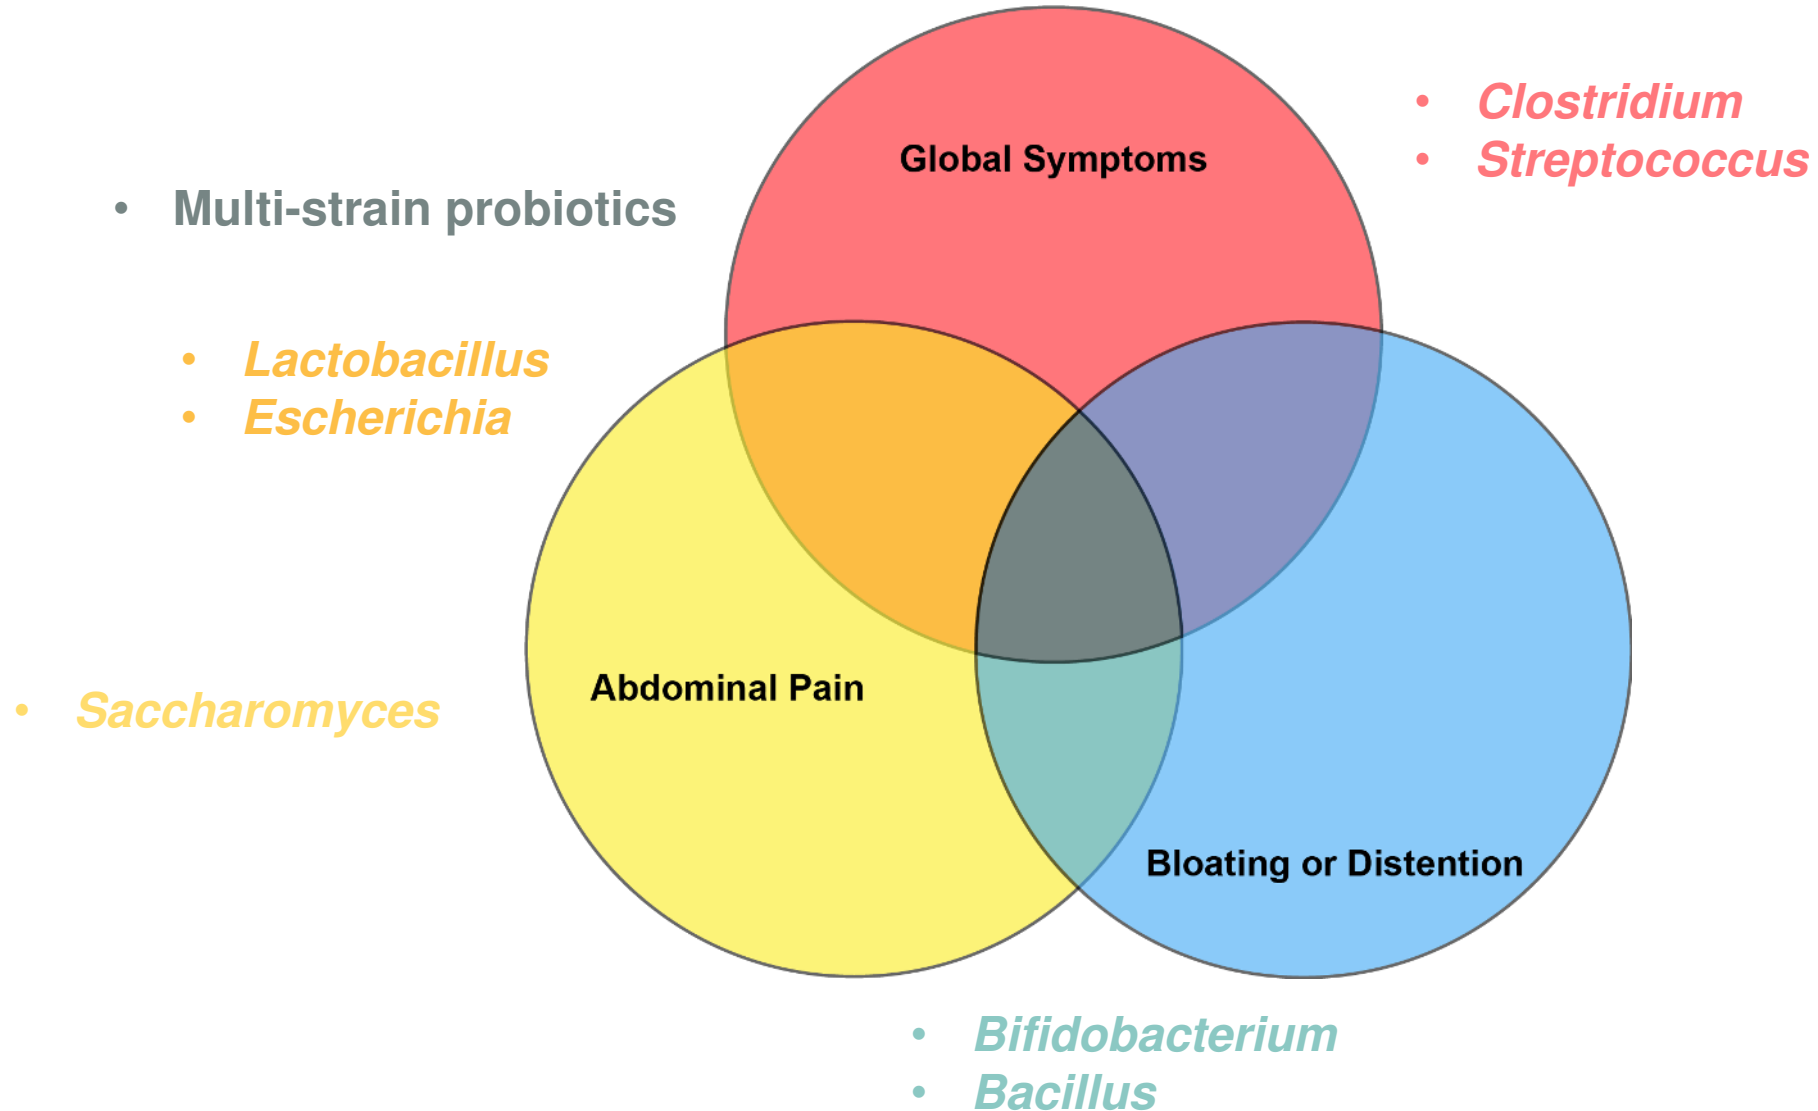 Global Symptoms
• Clostridium
• Streptococcus
• Multi-strain probiotics
• Lactobacillus
• Escherichia
Abdominal Pain
• Saccharomyces
Bloating or Distention
• Bifidobacterium
• Bacillus